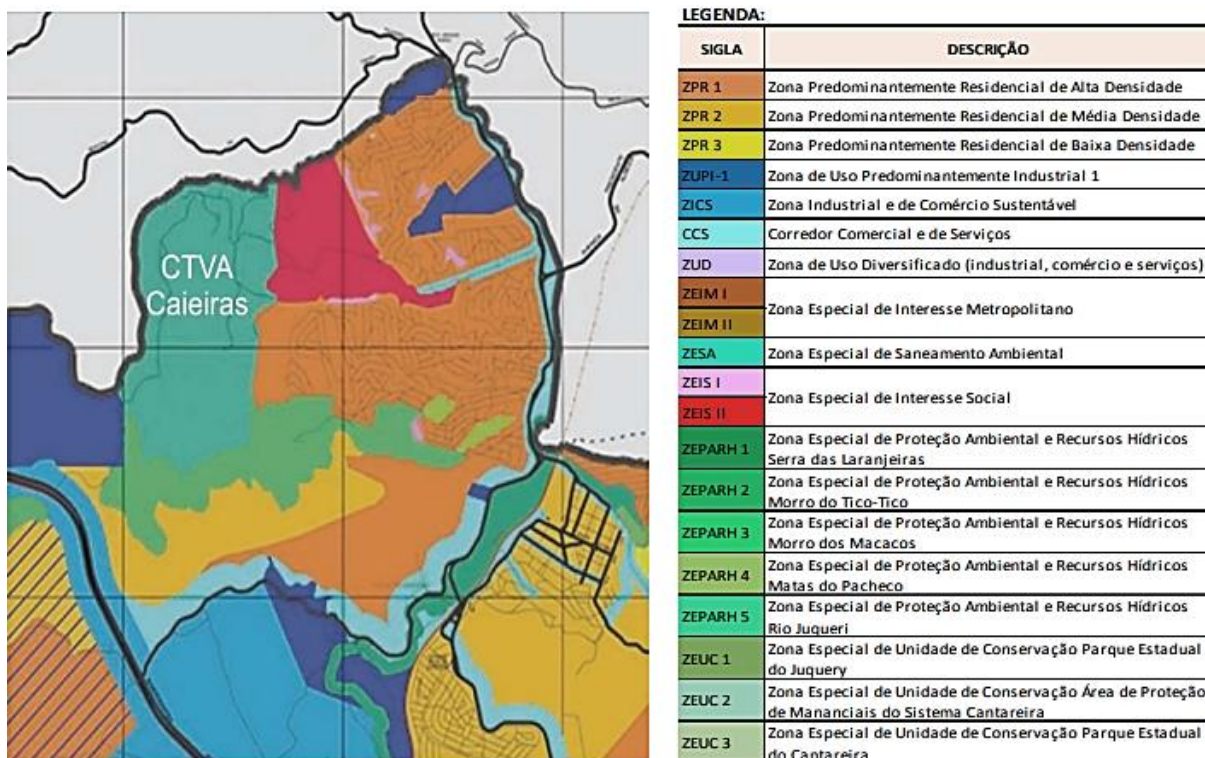 CTVA
Caieiras
LEGENDA:
SIGLA DESCRIÇÃO
ZPR 1 Zona Predominantemente Residencial de Alta Densidade
ZPR 2 Zona Predominantemente Residencial de Média Densidade
ZPR 3 Zona Predominantemente Residencial de Baixa Densidade
ZUPI-1 Zona de Uso Predominantemente Industrial 1
ZICS Zona Industrial e de Comércio Sustentável
CCS Corredor Comercial e de Serviços
ZUD Zona de Uso Diversificado (industrial, comércio e serviços)
ZEIM I
Zona Especial de Interesse Metropolitano
ZEIM II
ZESA Zona Especial de Saneamento Ambiental
ZEIS I
Zona Especial de Interesse Social
ZEIS II
ZEPARH 1 Zona Especial de Proteção Ambiental e Recursos Hídricos
Serra das Laranjeiras
ZEPARH 2 Zona Especial de Proteção Ambiental e Recursos Hídricos
Morro do Tico-Tico
ZEPARH 3 Zona Especial de Proteção Ambiental e Recursos Hídricos
Morro dos Macacos
ZEPARH 4 Zona Especial de Proteção Ambiental e Recursos Hídricos
Matas do Pacheco
ZEPARH 5 Zona Especial de Proteção Ambiental e Recursos Hídricos
Rio Juqueri
ZEUC 1 Zona Especial de Unidade de Conservação Parque Estadual
do Juquery
ZEUC 2 Zona Especial de Unidade de Conservação Área de Proteção
de Mananciais do Sistema Cantareira
ZEUC 3 Zona Especial de Unidade de Conservação Parque Estadual
do Cantareira